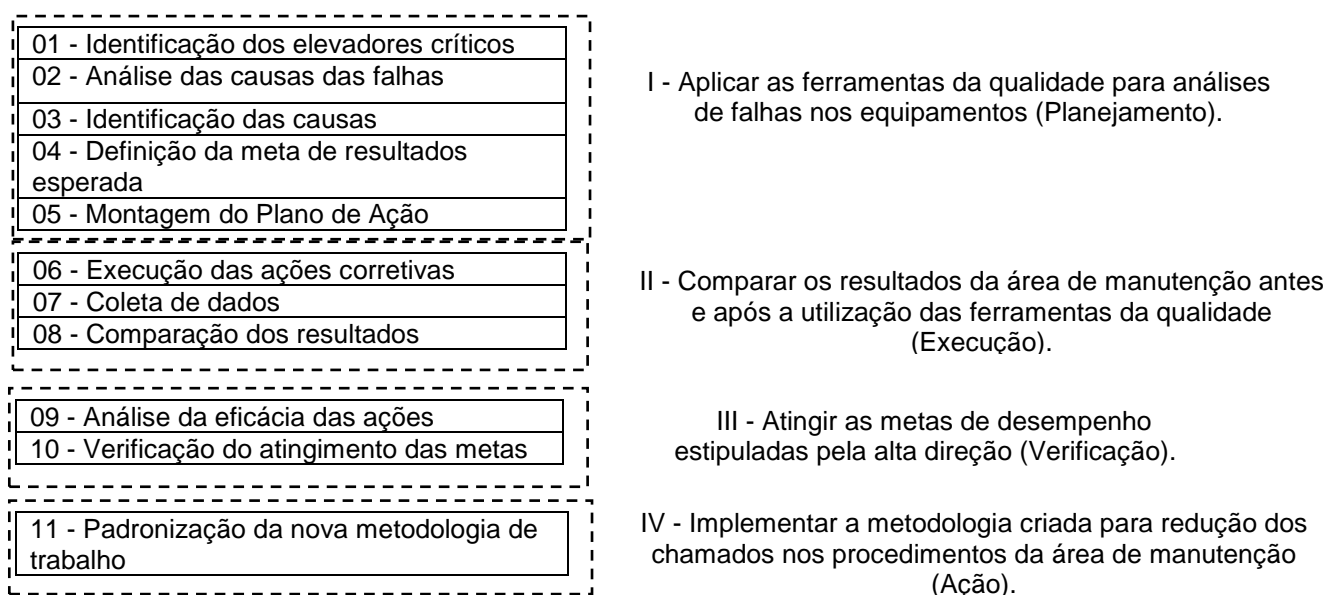 01 - Identificação dos elevadores críticos
02 - Análise das causas das falhas
03 - Identificação das causas
04 - Definição da meta de resultados
esperada
05 - Montagem do Plano de Ação
I - Aplicar as ferramentas da qualidade para análises
de falhas nos equipamentos (Planejamento).
06 - Execução das ações corretivas
07 - Coleta de dados
08 - Comparação dos resultados
II - Comparar os resultados da área de manutenção antes
e após a utilização das ferramentas da qualidade
(Execução).
09 - Análise da eficácia das ações
10 - Verificação do atingimento das metas
III - Atingir as metas de desempenho
estipuladas pela alta direção (Verificação).
11 - Padronização da nova metodologia de
trabalho
IV - Implementar a metodologia criada para redução dos
chamados nos procedimentos da área de manutenção
(Ação).